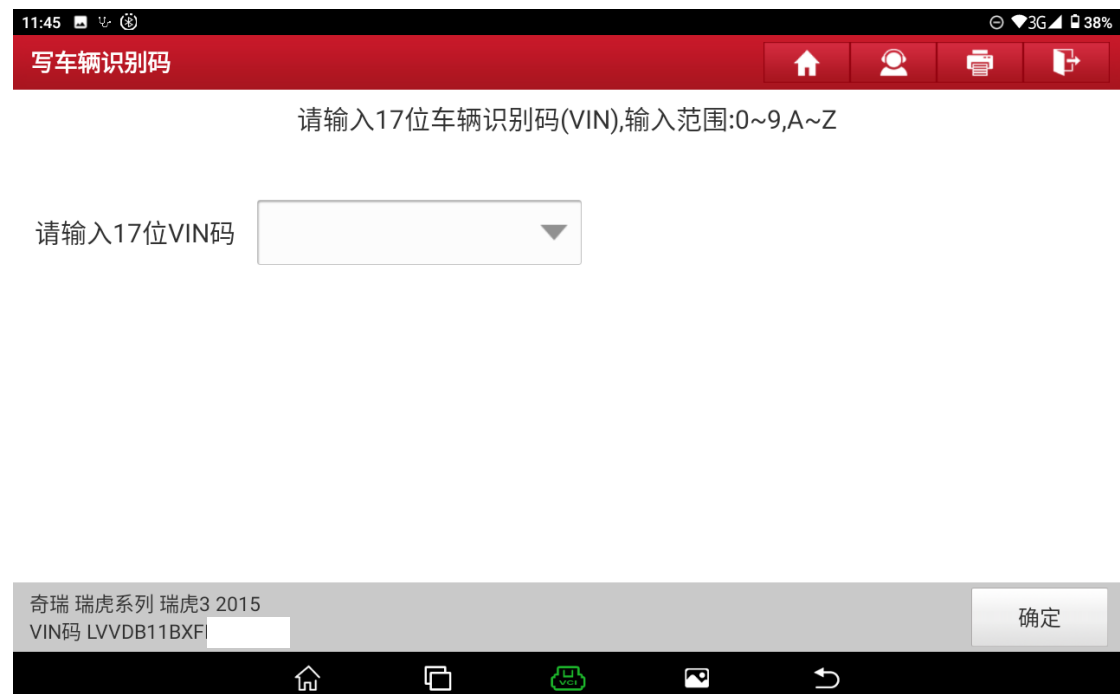 11:45 3G 38%
写车辆识别码
请输入17位车辆识别码(VIN),输入范围:0~9,A~Z
请输入17位VIN码
奇瑞 瑞虎系列 瑞虎3 2015
VIN码 LVVDB11BXF
确定
VCI